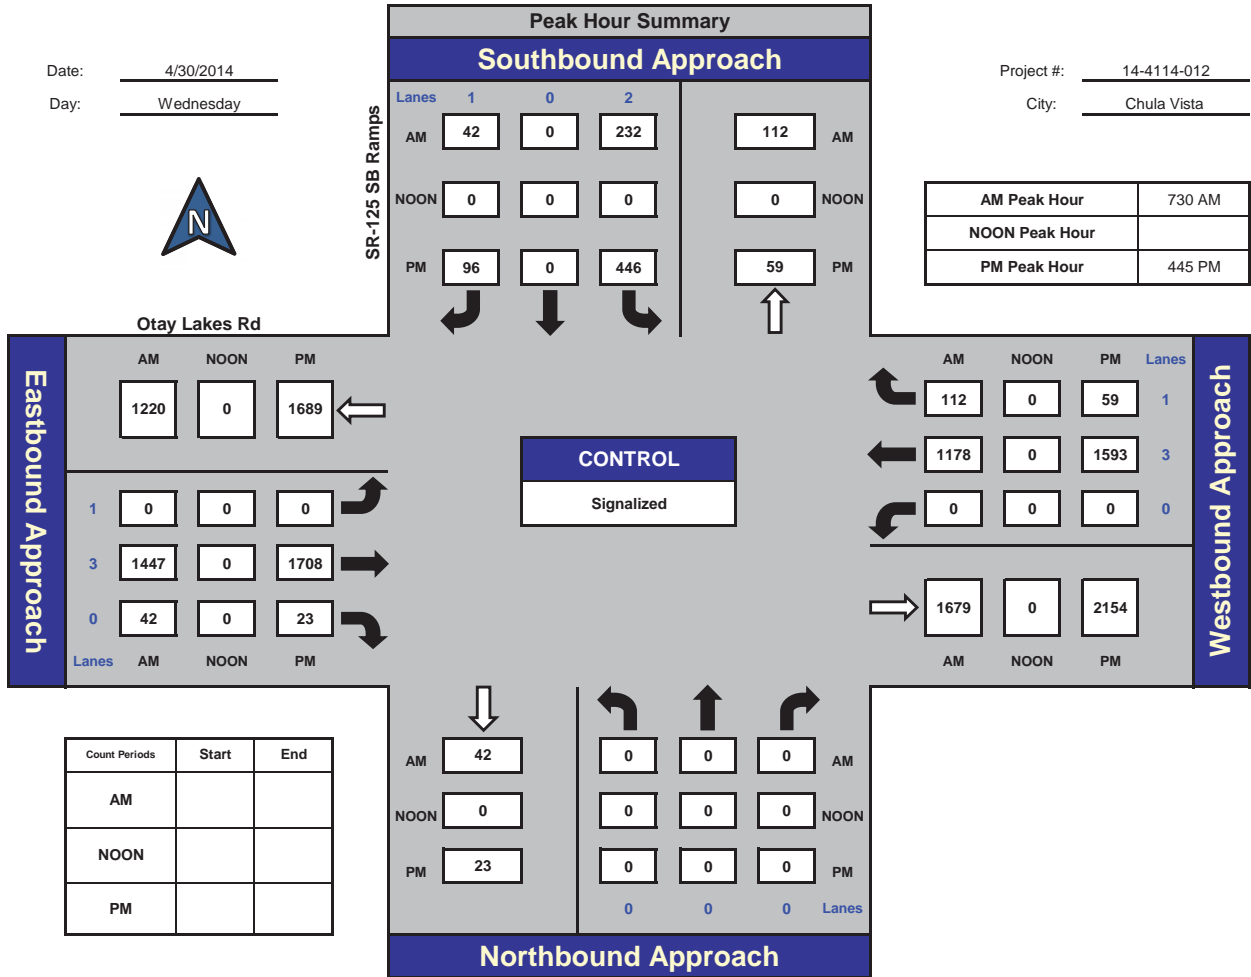 Peak Hour Summary
Southbound Approach
Date: 4/30/2014
Day: Wednesday
Project #: 14-4114-012
City: Chula Vista
N
SR-125 SB Ramps
Lanes 1 0 2
AM 42 0 232 112 AM
NOON 0 0 0 0 NOON
PM 96 0 446 59 PM
AM Peak Hour 730 AM
NOON Peak Hour
PM Peak Hour 445 PM
Otay Lakes Rd
Eastbound Approach
AM NOON PM
1220 0 1689
1 0 0 0
3 1447 0 1708
0 42 0 23
Lanes AM NOON PM
CONTROL
Signalized
AM NOON PM Lanes
112 0 59 1
1178 0 1593 3
0 0 0 0
1679 0 2154
AM NOON PM
Westbound Approach
Count Periods Start End
AM
NOON
PM
AM 42 0 0 0 AM
NOON 0 0 0 0 NOON
PM 23 0 0 0 PM
0 0 0 Lanes
Northbound Approach